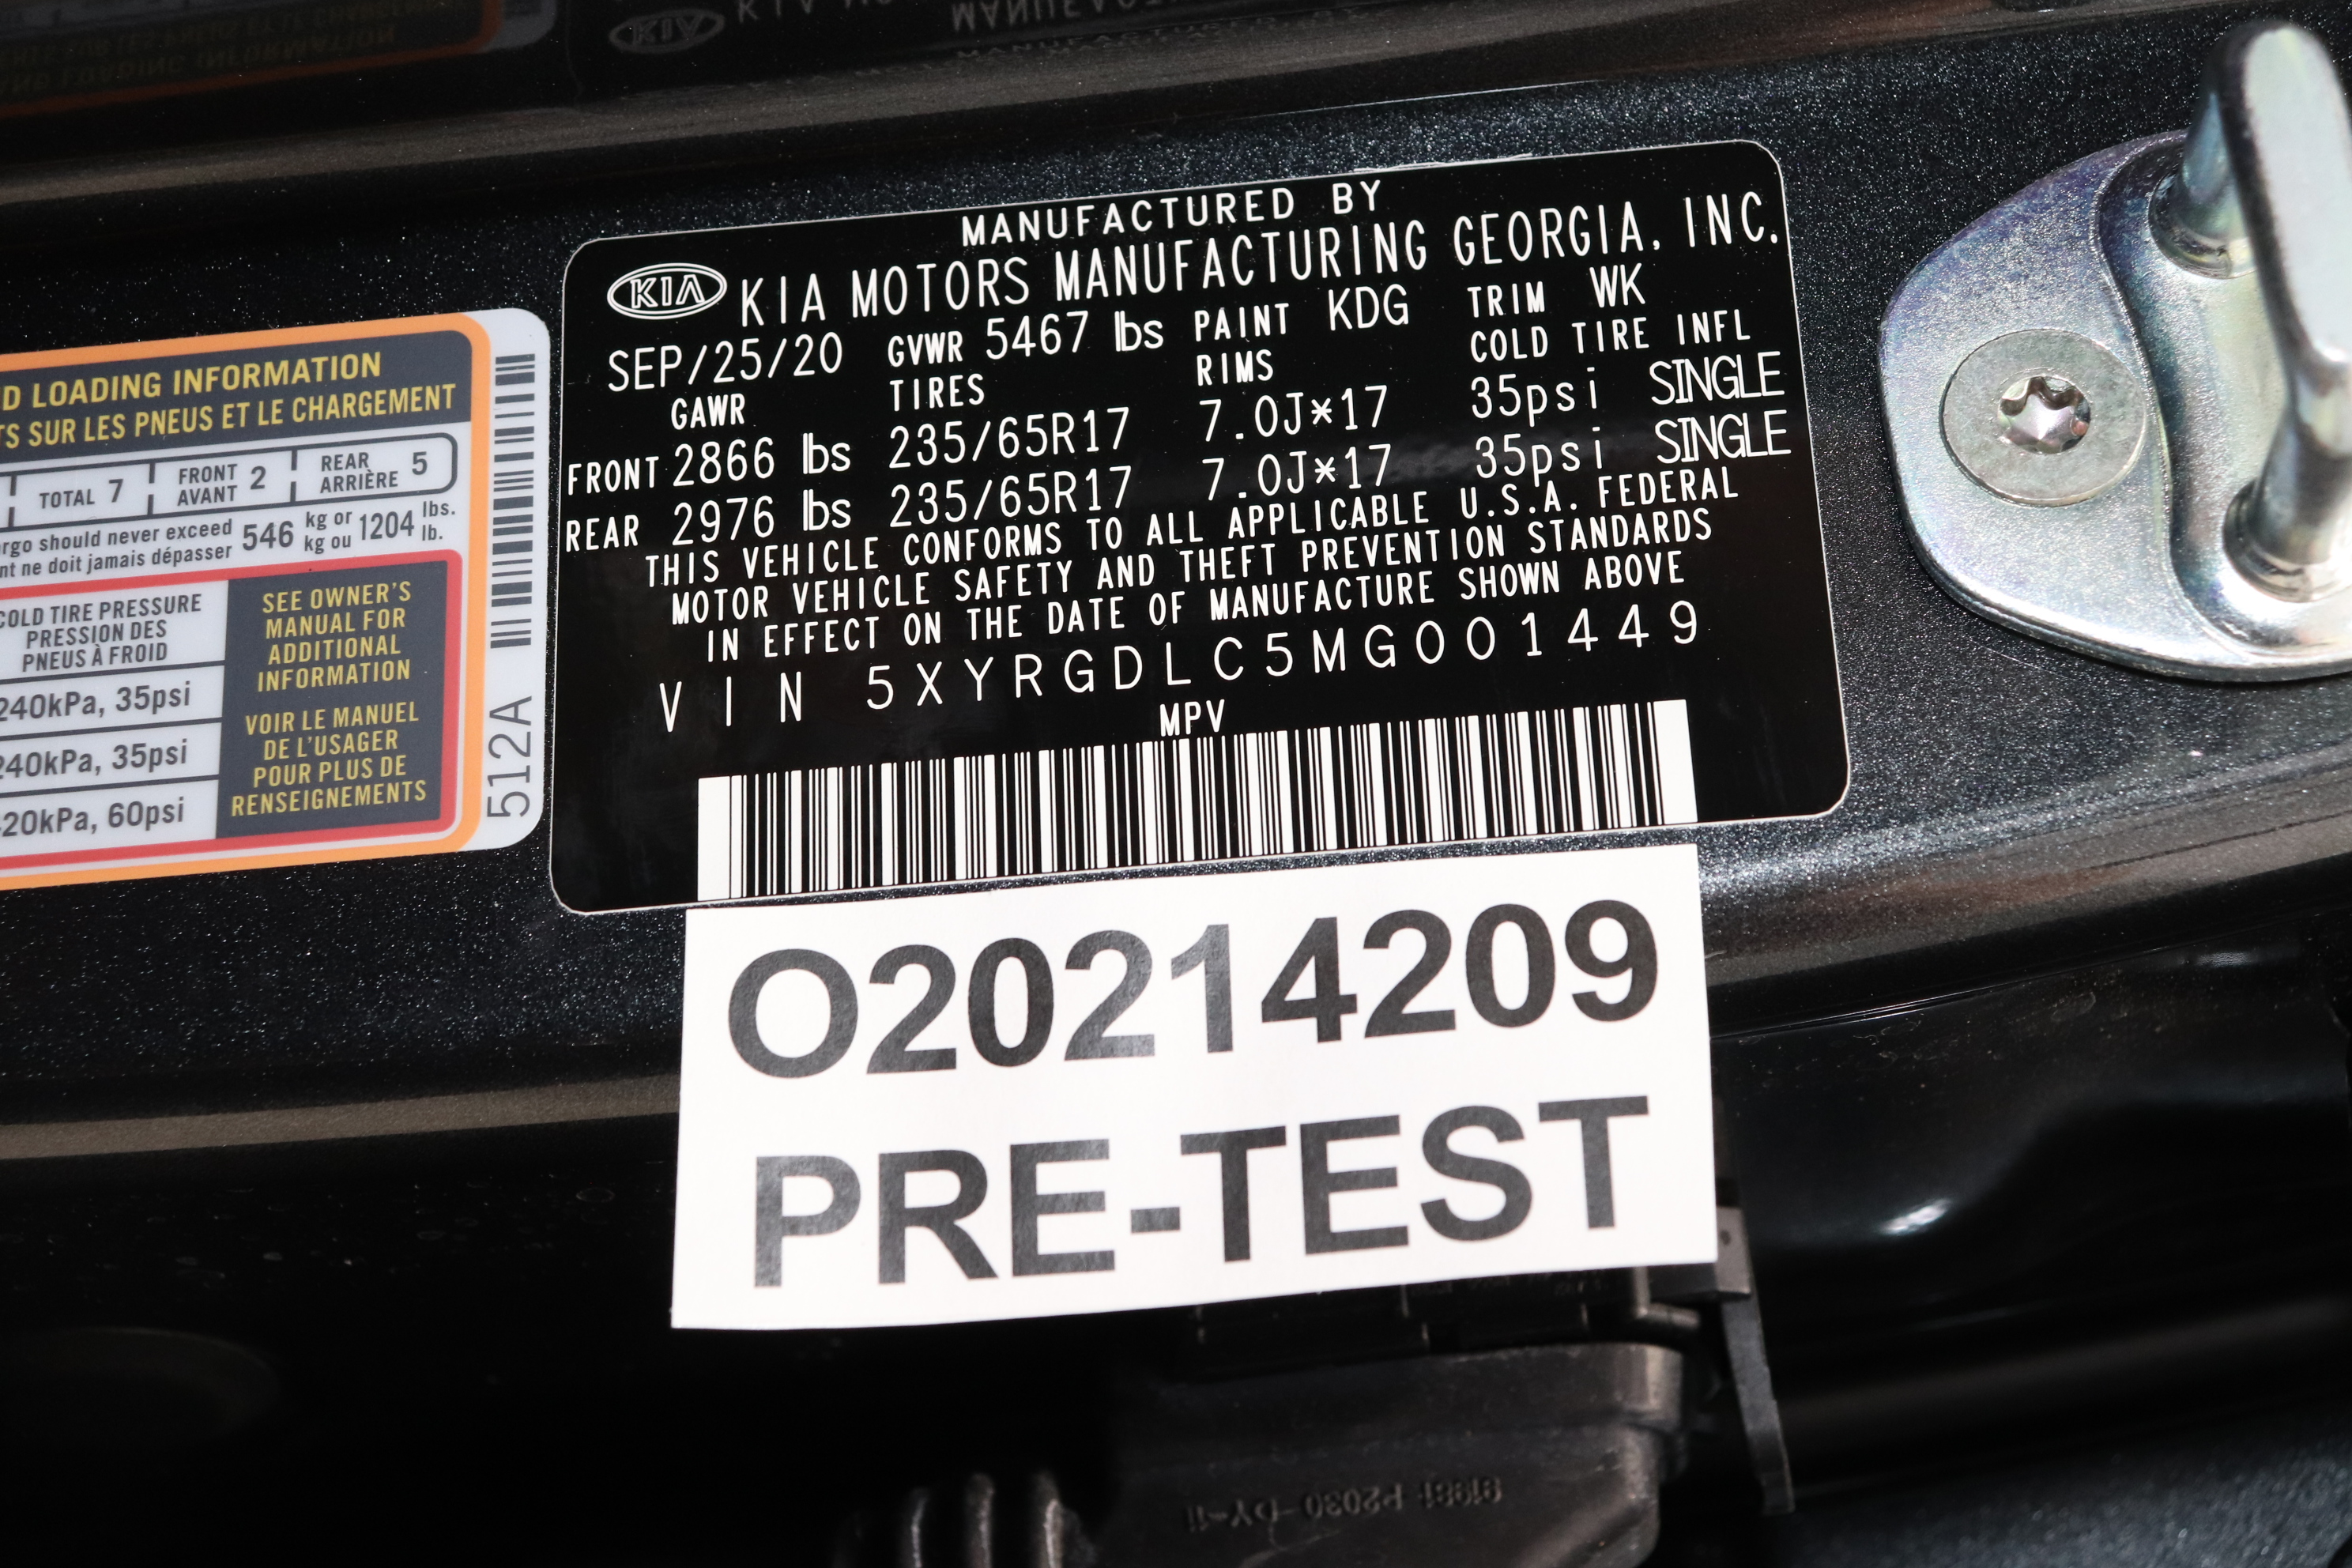 D LOADING INFORMATION
TS SUR LES PNEUS ET LE CHARGEMENT
TOTAL 7
FRONT AVANT 2
REAR ARRIÈRE 5
rgo should never exceed 546 kg or 1204 lbs.
nt ne doit jamais dépasser kg ou lb.
COLD TIRE PRESSURE
PRESSION DES
PNEUS À FROID
240kPa, 35psi
240kPa, 35psi
20kPa, 60psi
SEE OWNER'S
MANUAL FOR
ADDITIONAL
INFORMATION
VOIR LE MANUEL
DE L'USAGER
POUR PLUS DE
RENSEIGNEMENTS
512A
MANUFACTURED BY
KIA KIA MOTORS MANUFACTURING GEORGIA, INC.
SEP/25/20 GVWR 5467 lbs PAINT KDG TRIM WK
GAWR TIRES RIMS COLD TIRE INFL
FRONT 2866 lbs 235/65R17 7.0J*17 35psi SINGLE
REAR 2976 lbs 235/65R17 7.0J*17 35psi SINGLE
THIS VEHICLE CONFORMS TO ALL APPLICABLE U.S.A. FEDERAL
MOTOR VEHICLE SAFETY AND THEFT PREVENTION STANDARDS
IN EFFECT ON THE DATE OF MANUFACTURE SHOWN ABOVE
VIN 5XYRGDLC5MG001449
MPV
O20214209
PRE-TEST